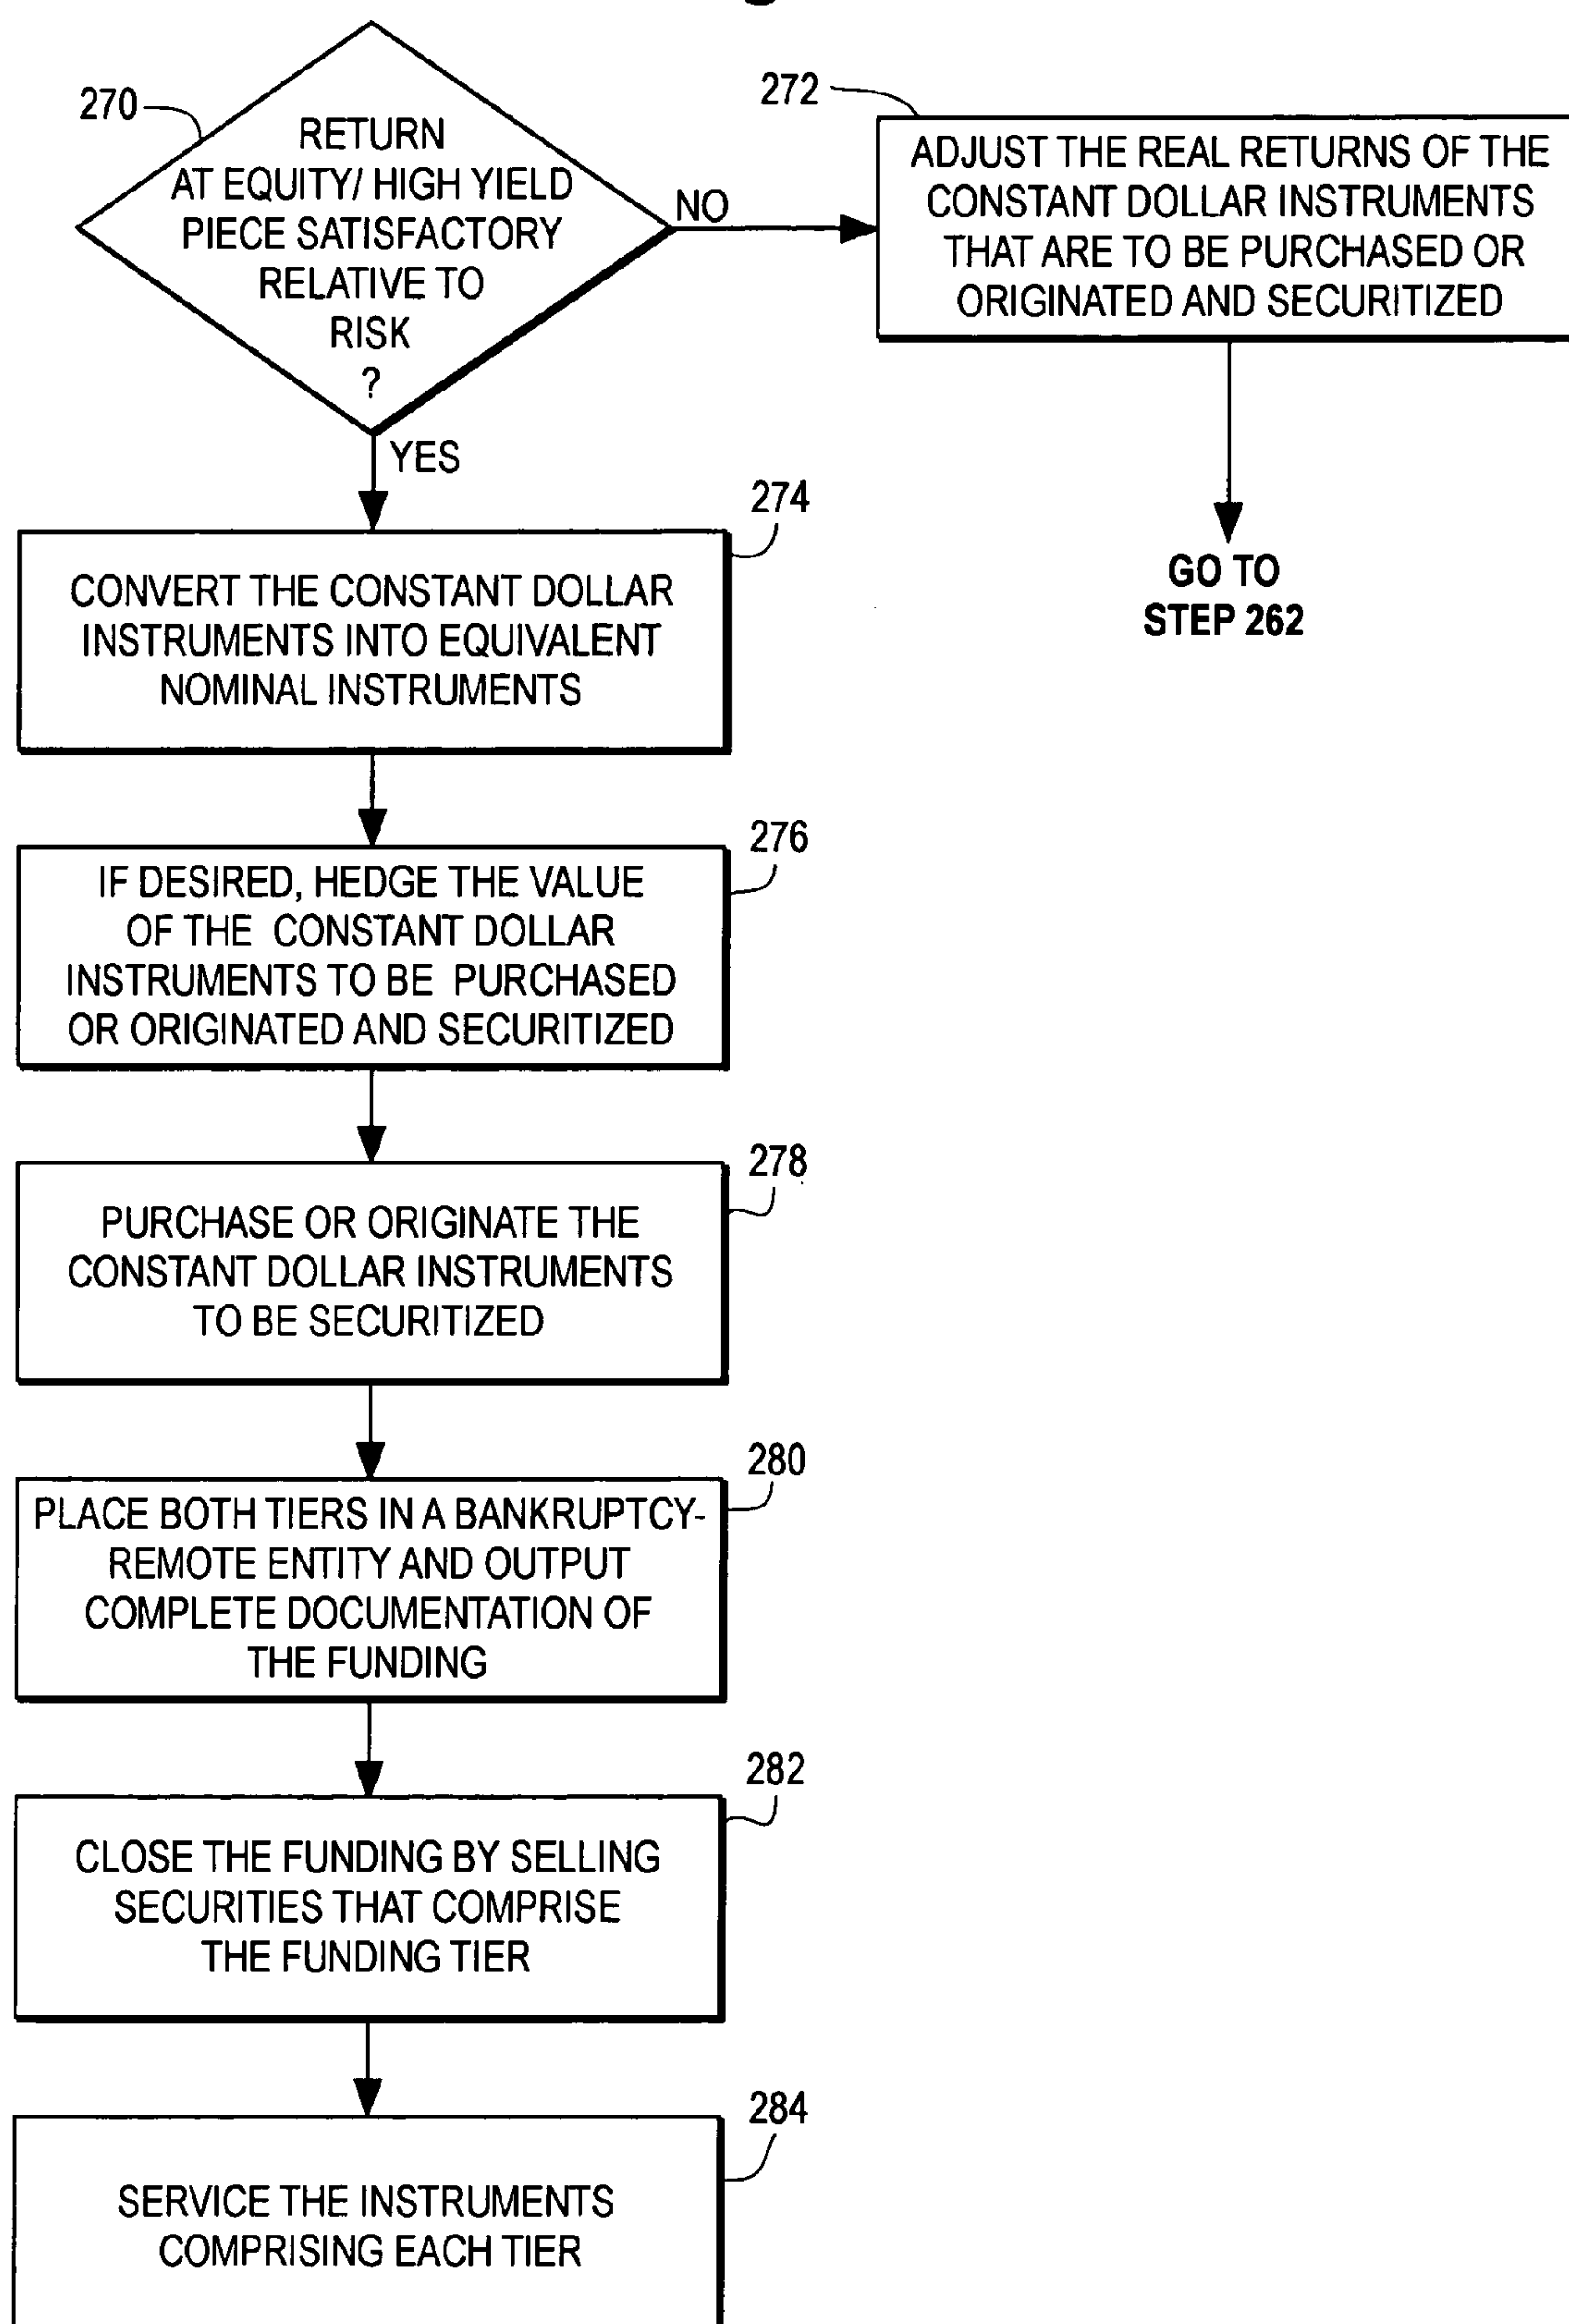 270
RETURN
AT EQUITY/ HIGH YIELD
PIECE SATISFACTORY
RELATIVE TO
RISK
?
NO
YES
272
ADJUST THE REAL RETURNS OF THE
CONSTANT DOLLAR INSTRUMENTS
THAT ARE TO BE PURCHASED OR
ORIGINATED AND SECURITIZED
GO TO
STEP 262
274
CONVERT THE CONSTANT DOLLAR
INSTRUMENTS INTO EQUIVALENT
NOMINAL INSTRUMENTS
276
IF DESIRED, HEDGE THE VALUE
OF THE CONSTANT DOLLAR
INSTRUMENTS TO BE PURCHASED
OR ORIGINATED AND SECURITIZED
278
PURCHASE OR ORIGINATE THE
CONSTANT DOLLAR INSTRUMENTS
TO BE SECURITIZED
280
PLACE BOTH TIERS IN A BANKRUPTCY-
REMOTE ENTITY AND OUTPUT
COMPLETE DOCUMENTATION OF
THE FUNDING
282
CLOSE THE FUNDING BY SELLING
SECURITIES THAT COMPRISE
THE FUNDING TIER
284
SERVICE THE INSTRUMENTS
COMPRISING EACH TIER